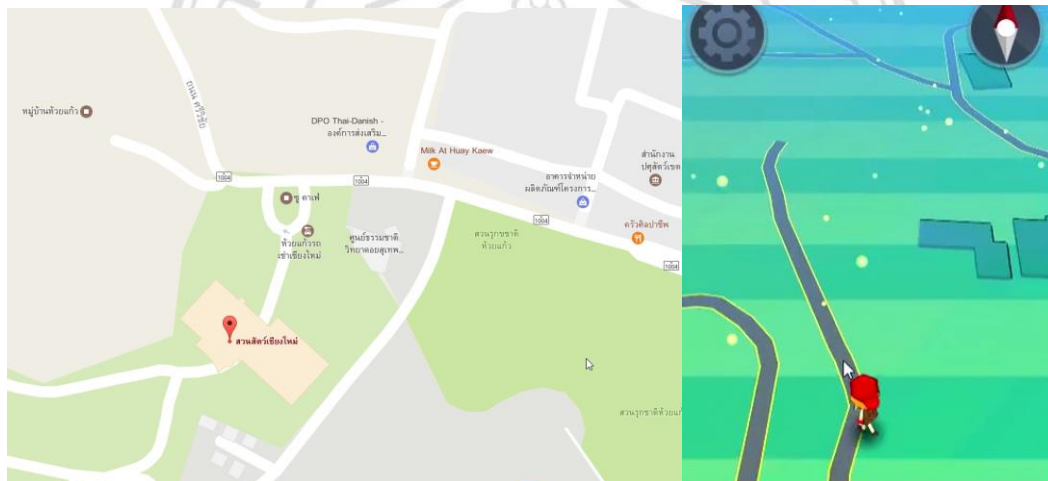 ถนน ศรีวิชัย
หมู่บ้านห้วยแก้ว
DPO Thai-Danish -
องค์การส่งเสริม...
Milk At Huay Kaew
สำนักงาน
ปศุสัตว์เขต
อาคารจำหน่าย
ผลิตภัณฑ์โครงการ...
1004
1004
ซู คาเฟ่
1004
ครัวศิลปาชีพ
สวนรุกขชาติ
ห้วยแก้ว
ศูนย์ธรรมชาติ
วิทยาดอยสุเทพ...
ห้วยแก้วรถ
เช่าเชียงใหม่
1004
สวนสัตว์เชียงใหม่
สวนรุกขชาติห้วยแก้